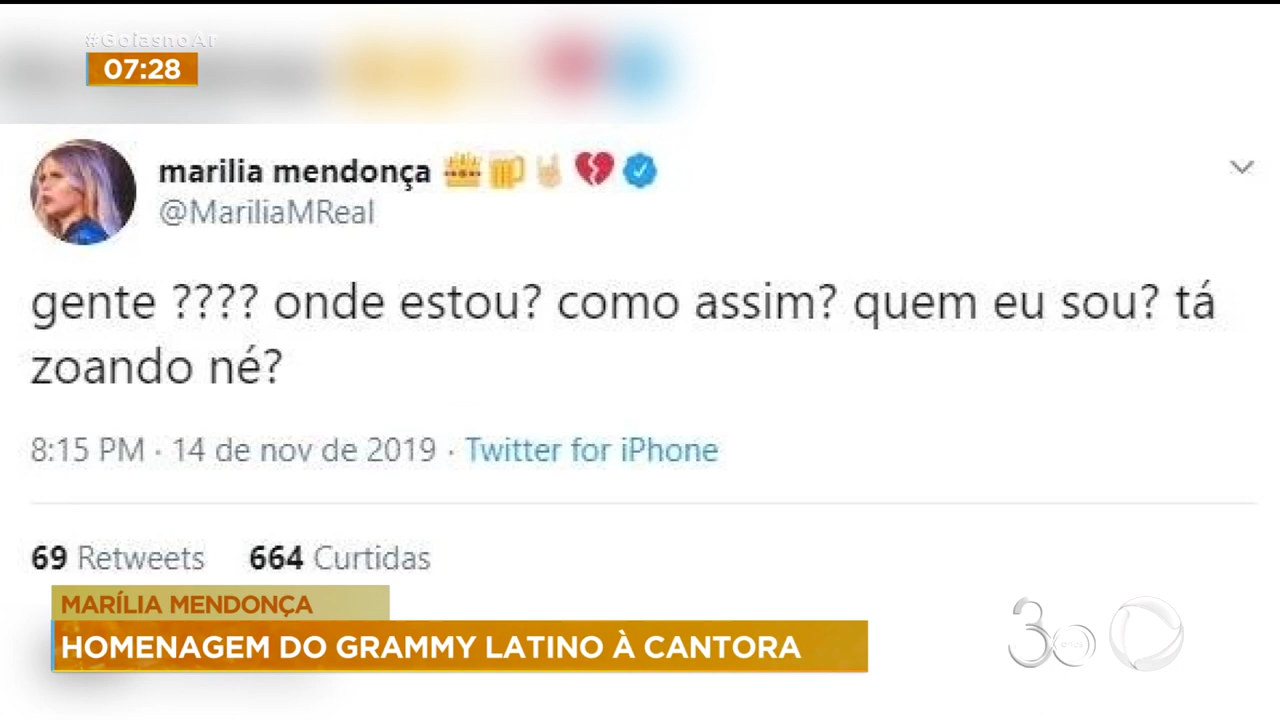 #GoiásnoAr
07:28
marilia mendonça
@MariliaMReal
gente ???? onde estou? como assim? quem eu sou? tá
zoando né?
8:15 PM · 14 de nov de 2019 · Twitter for iPhone
69 Retweets 664 Curtidas
MARÍLIA MENDONÇA
HOMENAGEM DO GRAMMY LATINO À CANTORA
30